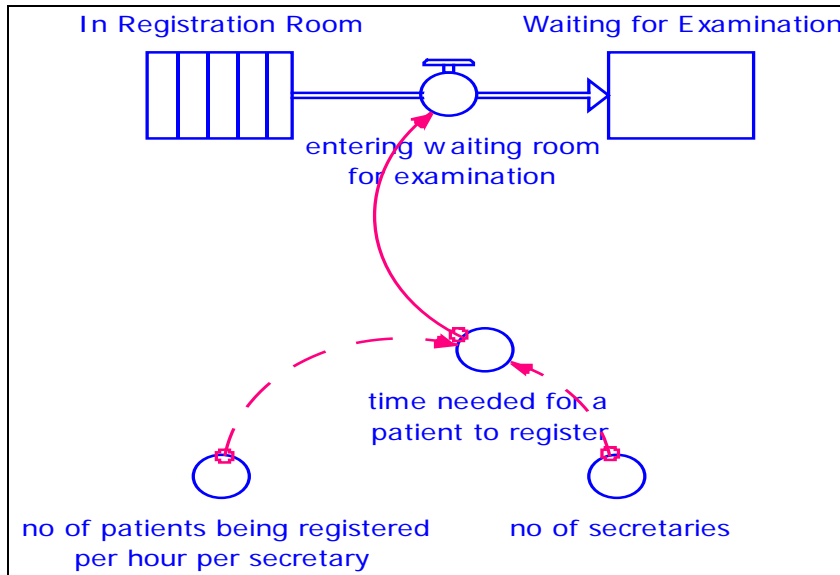 In Registration Room
Waiting for Examination
entering waiting room
for examination
time needed for a
patient to register
no of patients being registered
per hour per secretary
no of secretaries